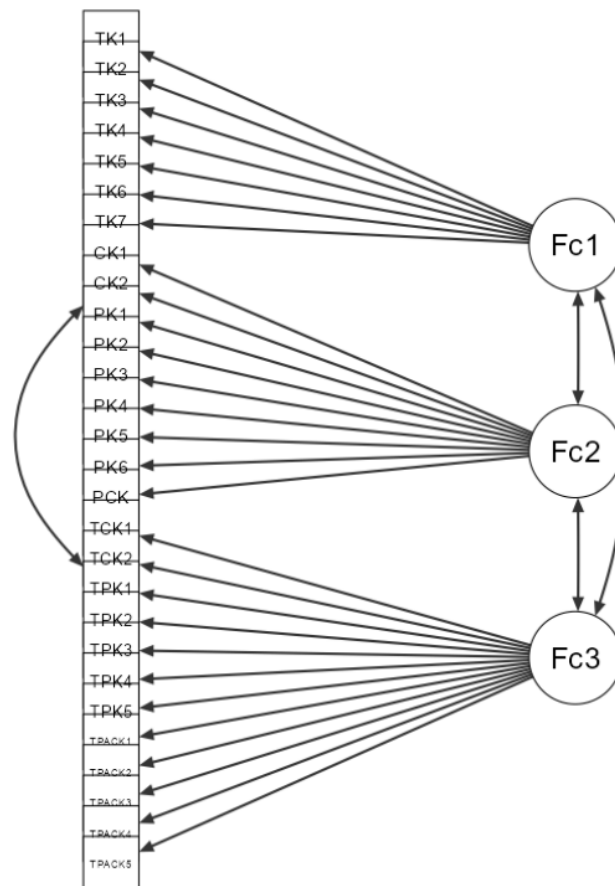 TK1
TK2
TK3
TK4
TK5
TK6
TK7
CK1
CK2
PK1
PK2
PK3
PK4
PK5
PK6
PCK
TCK1
TCK2
TPK1
TPK2
TPK3
TPK4
TPK5
TPACK1
TPACK2
TPACK3
TPACK4
TPACK5
Fc1
Fc2
Fc3